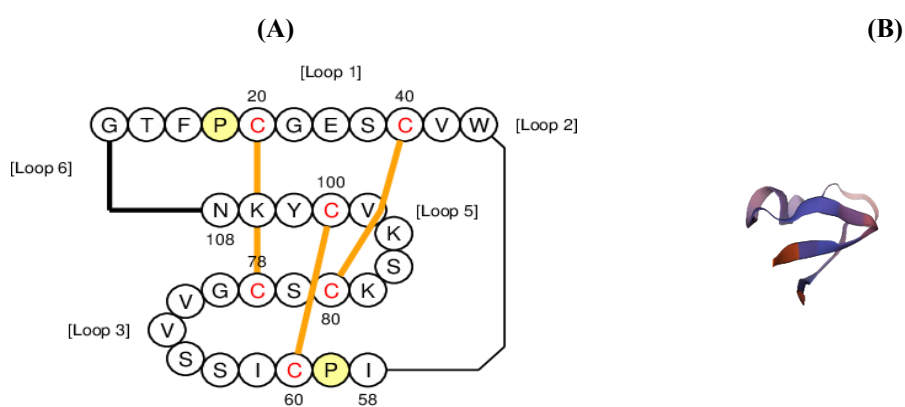 (A) (B)
[Loop 1]
20 40
G T F P C G E S C V W [Loop 2]
[Loop 6]
100
N K Y C V [Loop 5]
108 K
78 S
V G C S C K
80
[Loop 3] V
S S I C P I
60 58